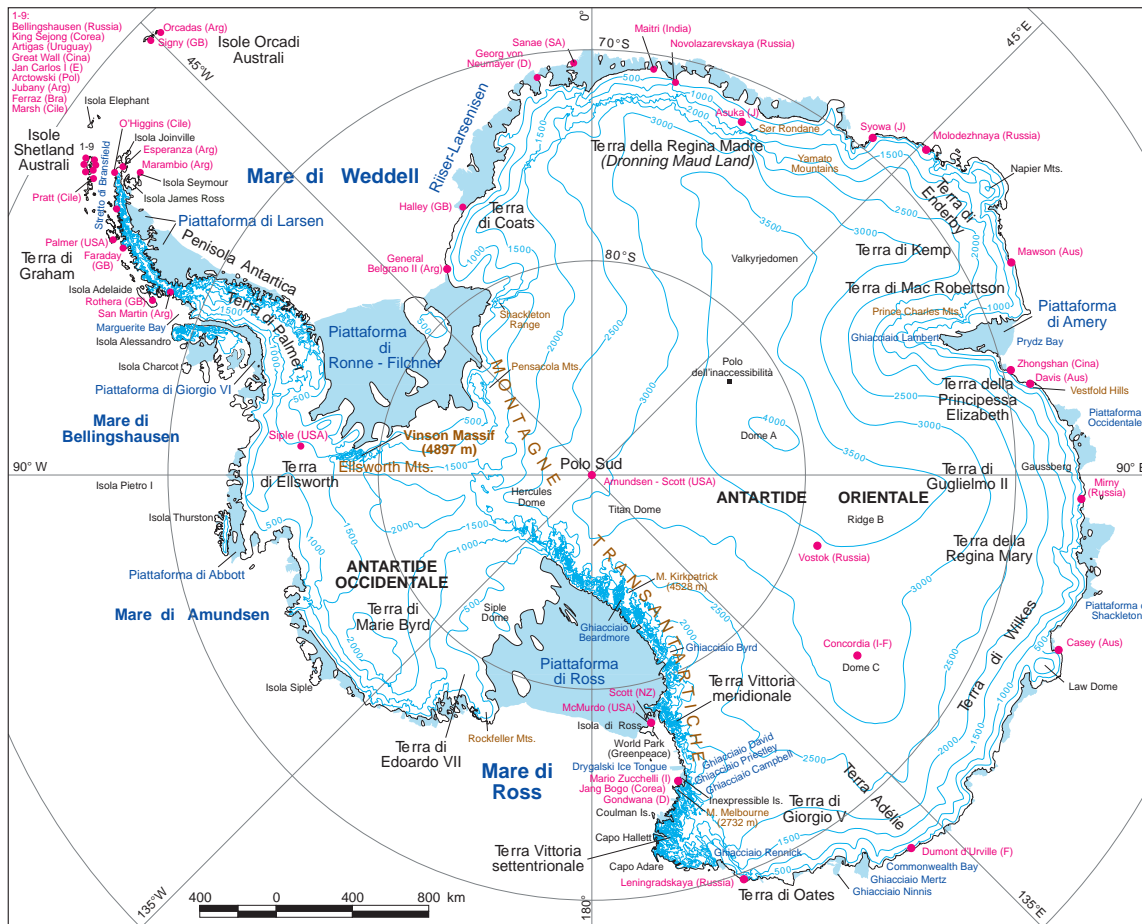 1-9:
Bellingshausen (Russia)
King Sejong (Corea)
Artigas (Uruguay)
Great Wall (Cina)
Jan Carlos I (E)
Arctowski (Pol)
Jubany (Arg)
Ferraz (Bra)
Marsh (Cile)
Orcadas (Arg)
Signy (GB)
Isole Orcadi
Australi
45°W
0°
45°E
70°S
Sanae (SA)
Georg von
Neumayer (D)
Maitri (India)
Novolazarevskaya (Russia)
Isola Elephant
Isole
Shetland
Australi
1-9
O'Higgins (Cile)
Isola Joinville
Esperanza (Arg)
Marambio (Arg)
Isola Seymour
Isola James Ross
Pratt (Cile)
Stretto di Bransfield
Mare di Weddell
Riiser-Larsenisen
Asuka (J)
Sør Rondane
Syowa (J)
Molodezhnaya (Russia)
Terra della Regina Madre
(Dronning Maud Land)
Yamato
Mountains
Napier Mts.
Terra di
Enderby
Piattaforma di Larsen
Penisola Antartica
Halley (GB)
Terra
di Coats
Palmer (USA)
Faraday
(GB)
Terra di
Graham
General
Belgrano II (Arg)
80°S
Valkyrjedomen
Terra di Kemp
Mawson (Aus)
Isola Adelaide
Rothera (GB)
San Martin (Arg)
Marguerite Bay
Isola Alessandro
Terra di Palmer
Terra di Mac Robertson
Prince Charles Mts.
Ghiacciaio Lambert
Piattaforma
di Amery
Prydz Bay
Piattaforma
di
Ronne - Filchner
Shackleton
Range
Pensacola Mts.
Polo
dell'inaccessibilità
Zhongshan (Cina)
Davis (Aus)
Vestfold Hills
Isola Charcot
Piattaforma di Giorgio VI
Terra della
Principessa
Elizabeth
Piattaforma
Occidentale
Mare di
Bellingshausen
Siple (USA)
Vinson Massif
(4897 m)
Ellsworth Mts.
Terra
di Ellsworth
MONTAGNE
TRANSANTARTICHE
Dome A
90° W
Isola Pietro I
Polo Sud
Amundsen - Scott (USA)
Terra di
Guglielmo II
Gaussberg
90° E
Mirny
(Russia)
Hercules
Dome
Titan Dome
ANTARTIDE ORIENTALE
Ridge B
Isola Thurston
Vostok (Russia)
Terra della
Regina Mary
Piattaforma di Abbott
ANTARTIDE
OCCIDENTALE
Mare di Amundsen
Terra di
Marie Byrd
Siple
Dome
M. Kirkpatrick
(4528 m)
Ghiacciaio
Beardmore
Ghiacciaio Byrd
Piattaforma
Shackleton
Casey (Aus)
Law Dome
Terra di Wilkes
Concordia (I-F)
Dome C
Isola Siple
Piattaforma
di Ross
Terra Vittoria
meridionale
Scott (NZ)
McMurdo (USA)
Isola di Ross
Rockfeller Mts.
Terra di
Edoardo VII
World Park
(Greenpeace)
Mare di
Ross
Drygalski Ice Tongue
Ghiacciaio David
Ghiacciaio Priestley
Ghiacciaio Campbell
Mario Zucchelli (I)
Jang Bogo (Corea)
Gondwana (D)
Inexpressible Is.
Coulman Is.
M. Melbourne
(2732 m)
Terra di
Giorgio V
Terra Adélie
Capo Hallett
Terra Vittoria
settentrionale
Capo Adare
Ghiacciaio Rennick
Leningradskaya (Russia)
Terra di Oates
Dumont d'Urville (F)
Commonwealth Bay
Ghiacciaio Mertz
Ghiacciaio Ninnis
135°W
180°
135°E
400 0 400 800 km